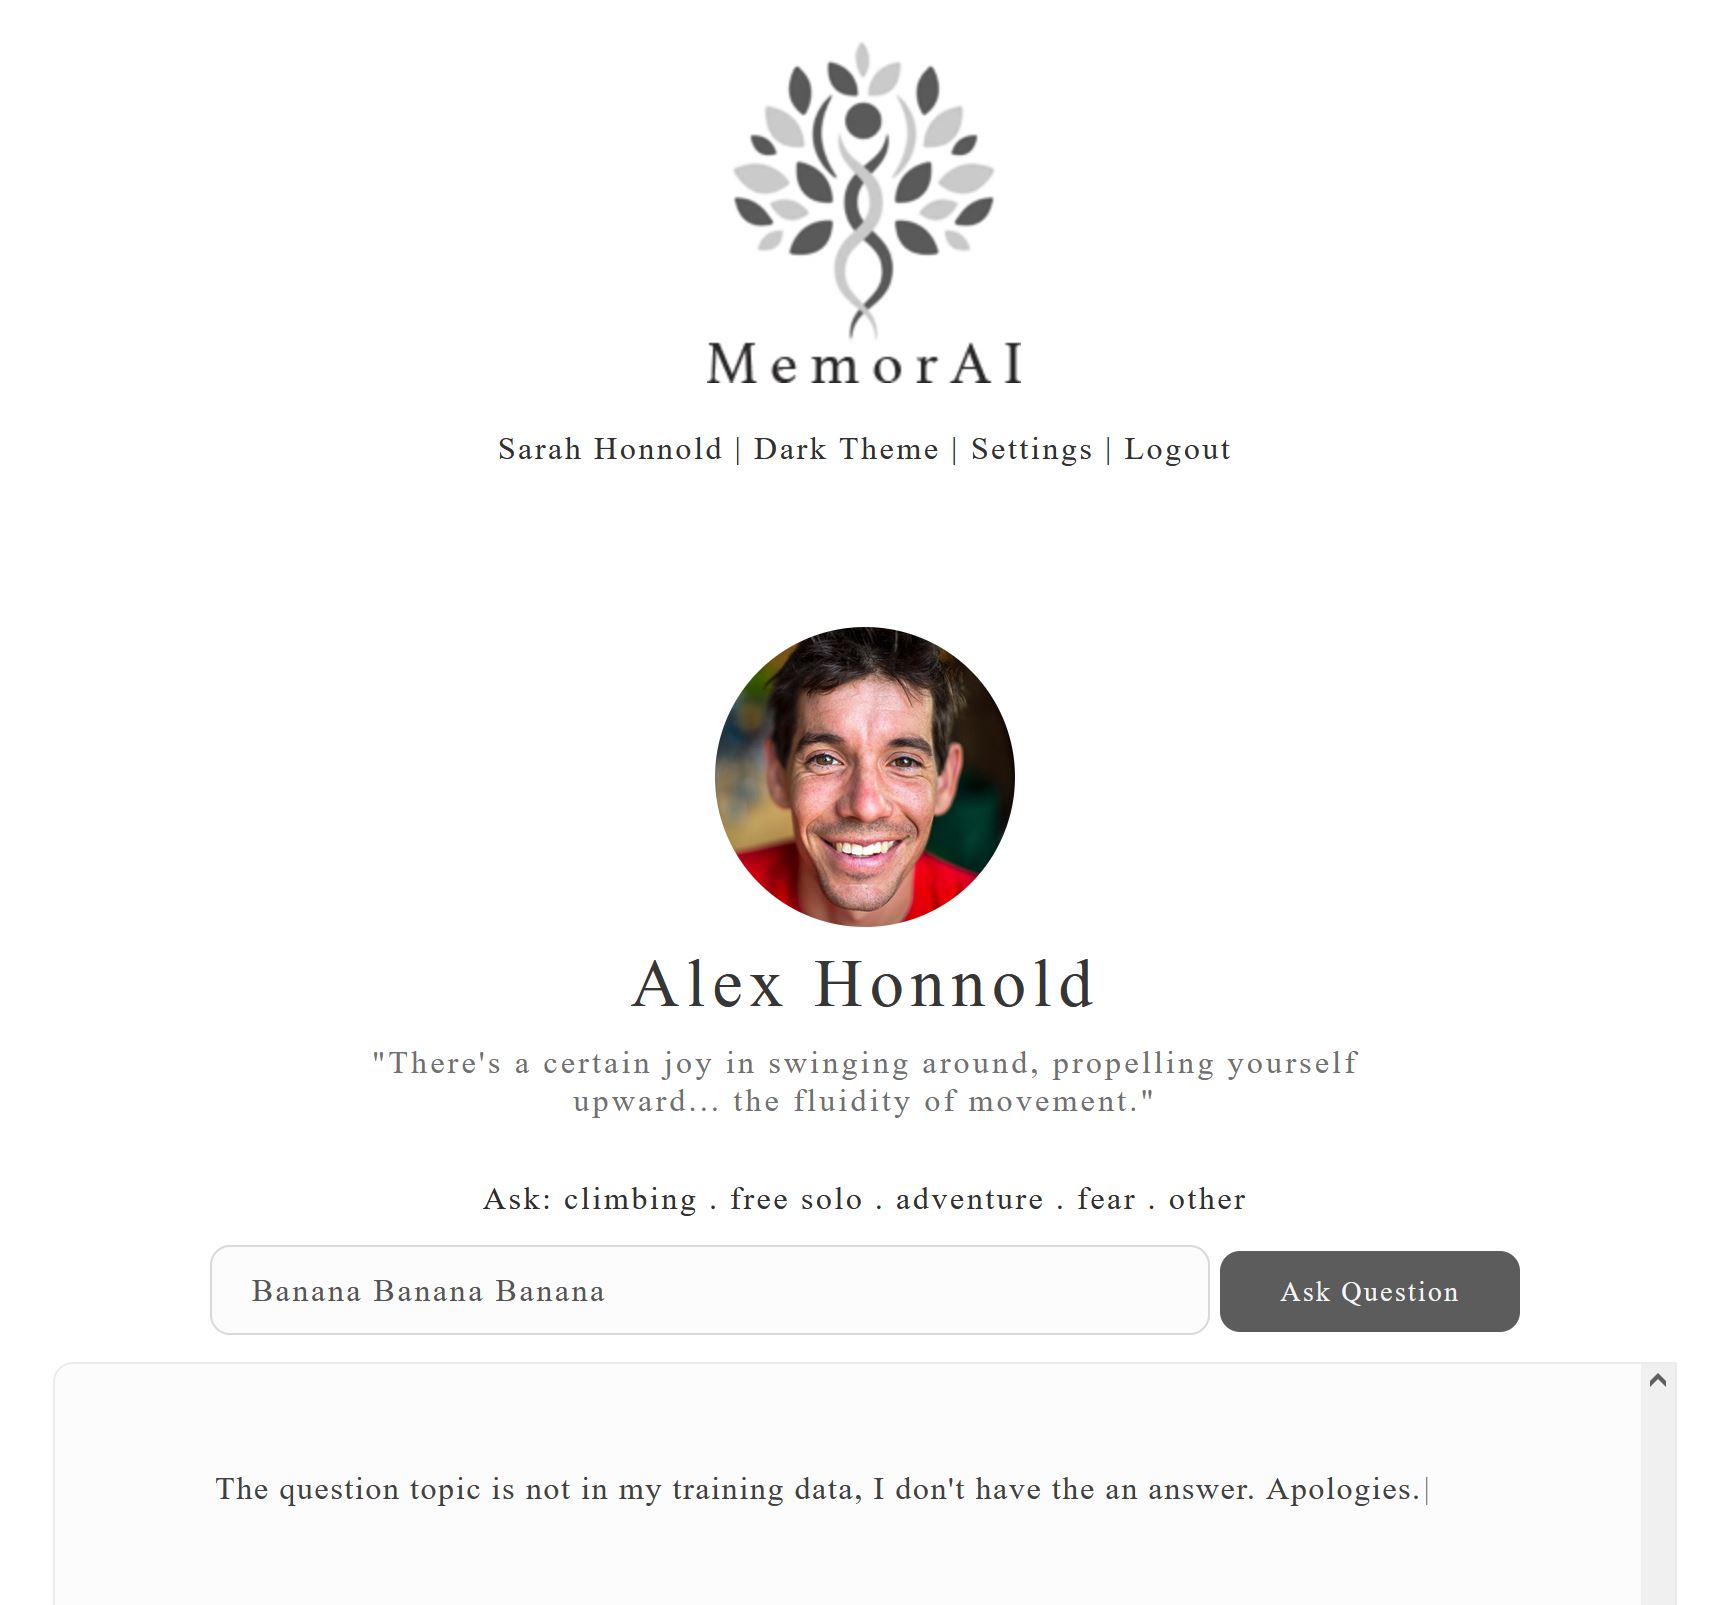 MemorAI
Sarah Honnold | Dark Theme | Settings | Logout
Alex Honnold
"There's a certain joy in swinging around, propelling yourself
upward... the fluidity of movement."
Ask: climbing . free solo . adventure . fear . other
Banana Banana Banana
Ask Question
The question topic is not in my training data, I don't have the an answer. Apologies.